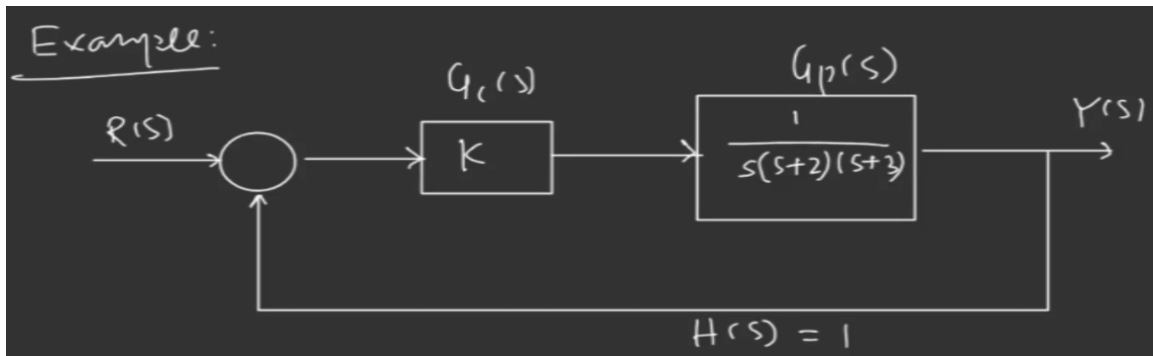 Example:
R(S)
Gc(s)
K
Gp(s)
1
s(s+2)(s+3)
Y(s)
H(s) = 1